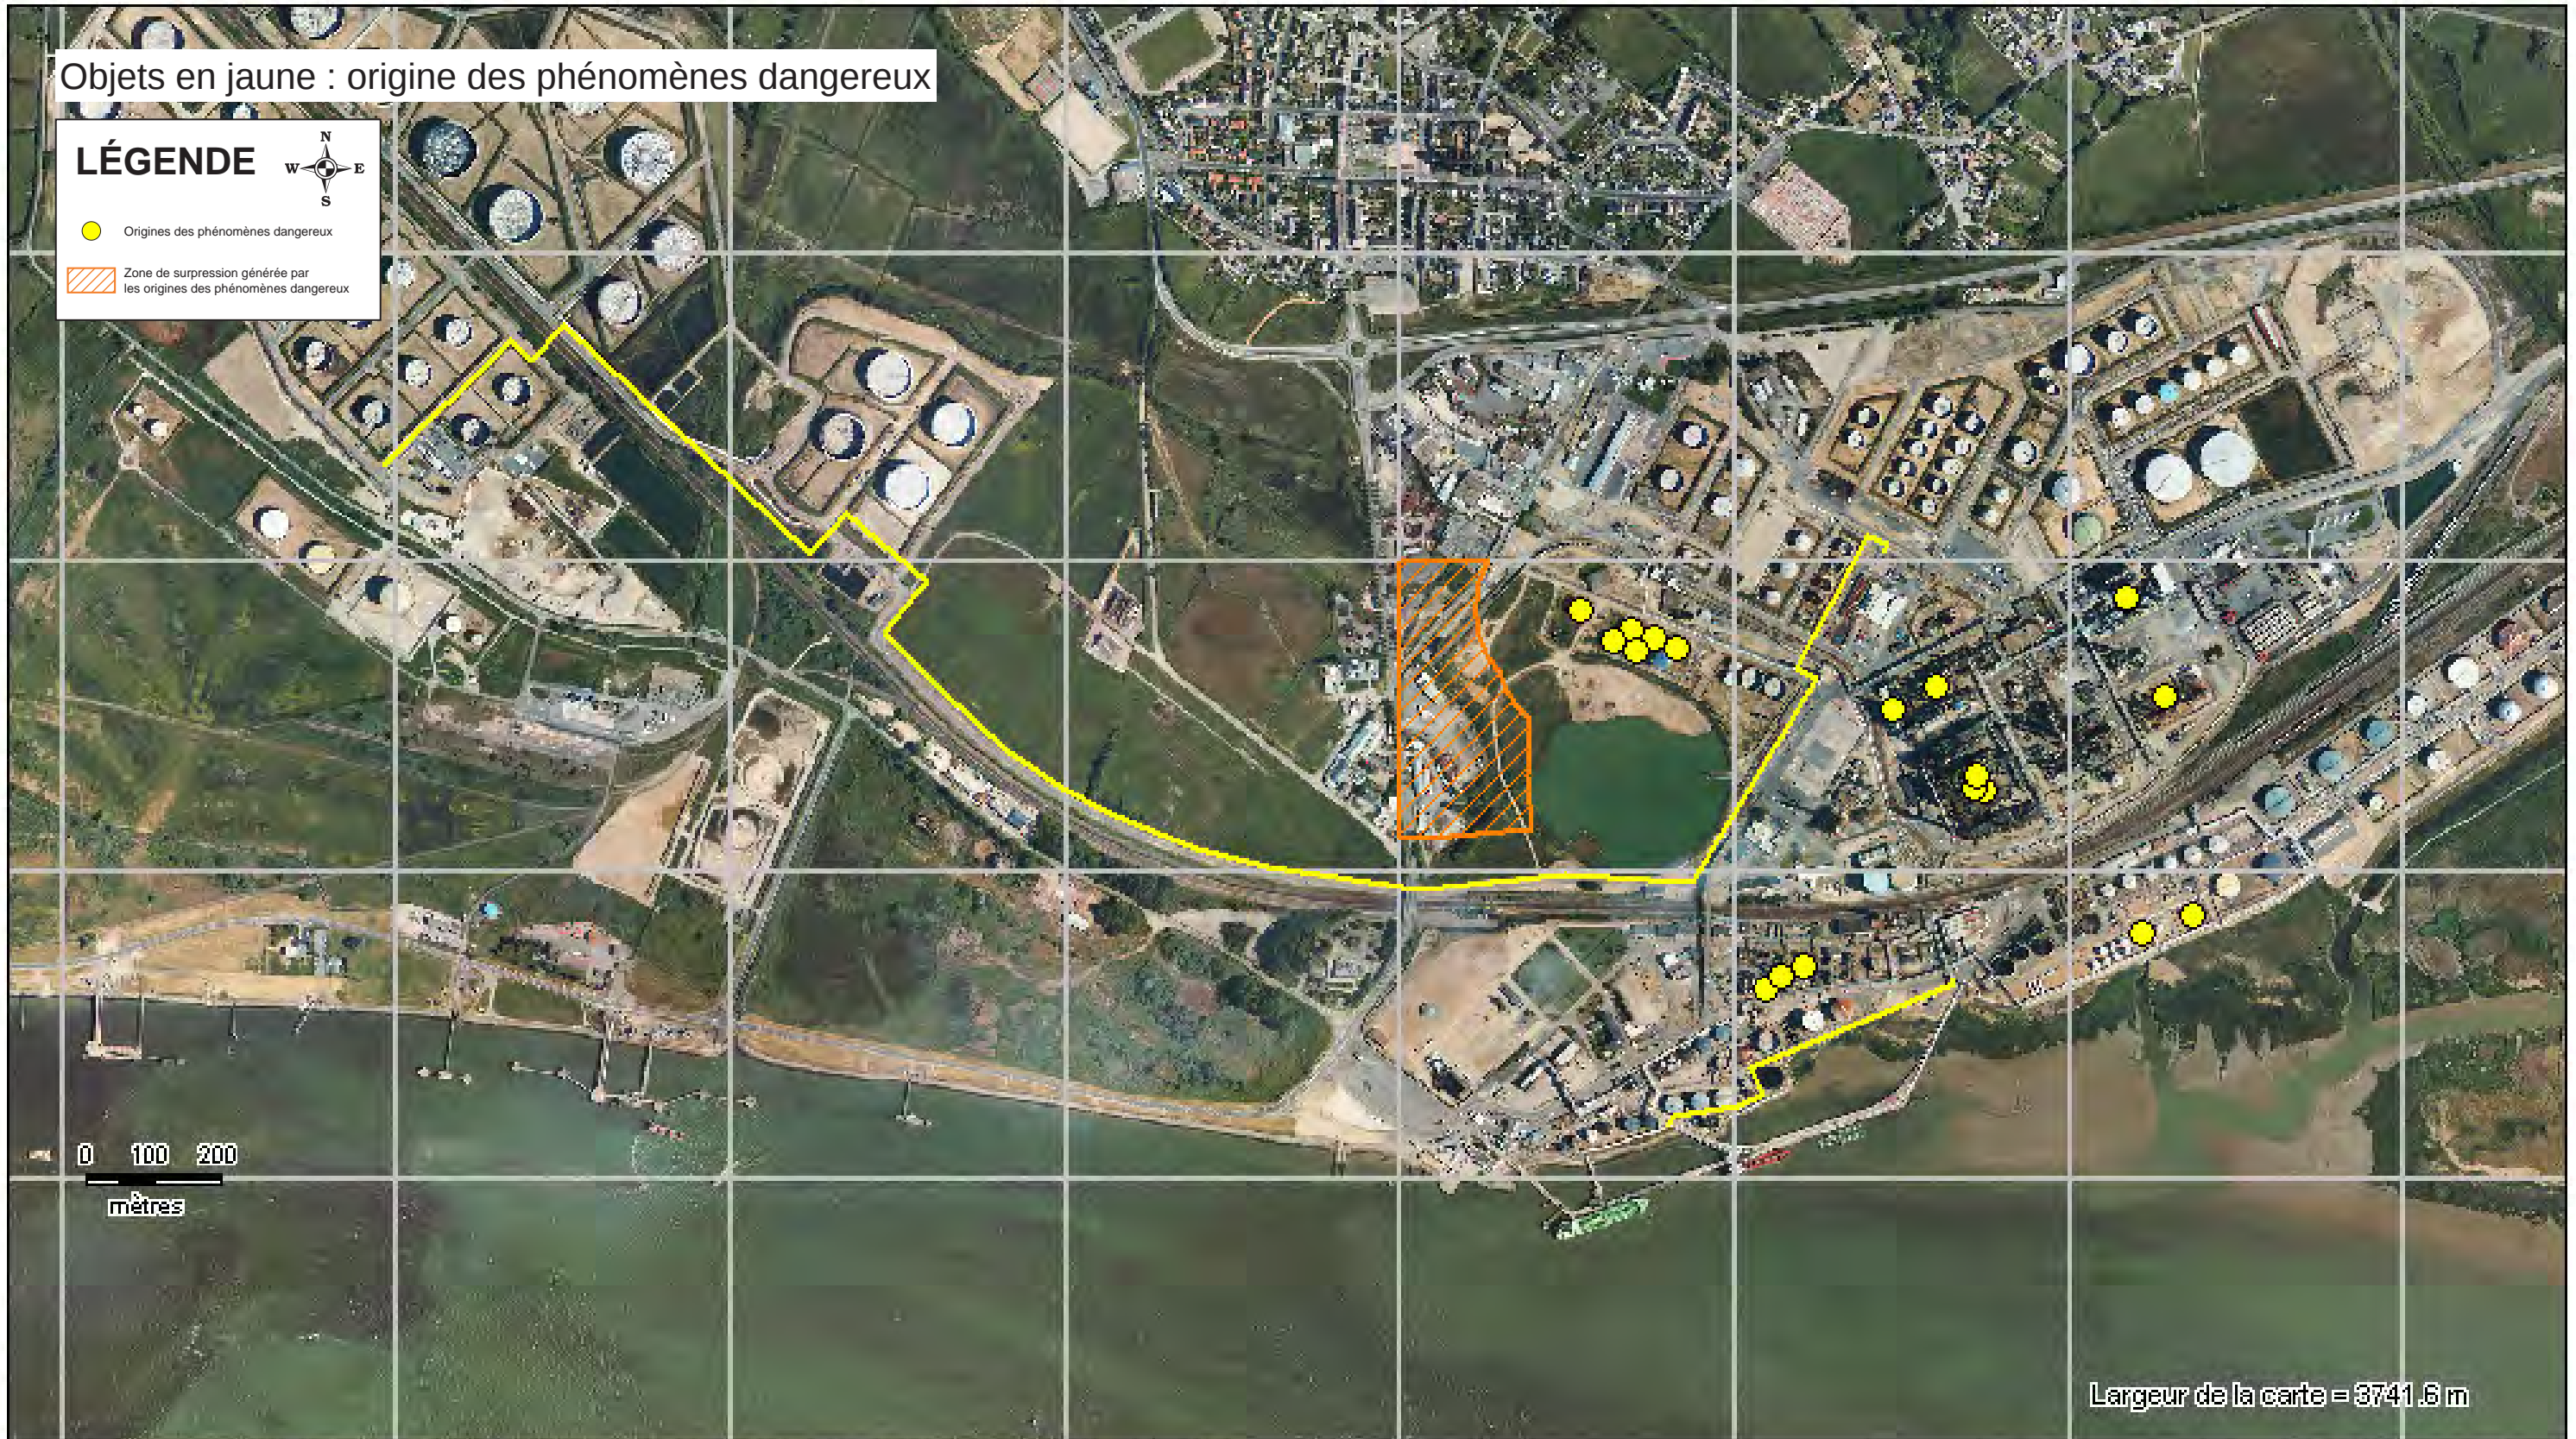 Objets en jaune : origine des phénomènes dangereux
LÉGENDE
N
W E
S
Origines des phénomènes dangereux
Zone de surpression générée par
les origines des phénomènes dangereux
0 100 200
mètres
Largeur de la carte = 3741.6 m